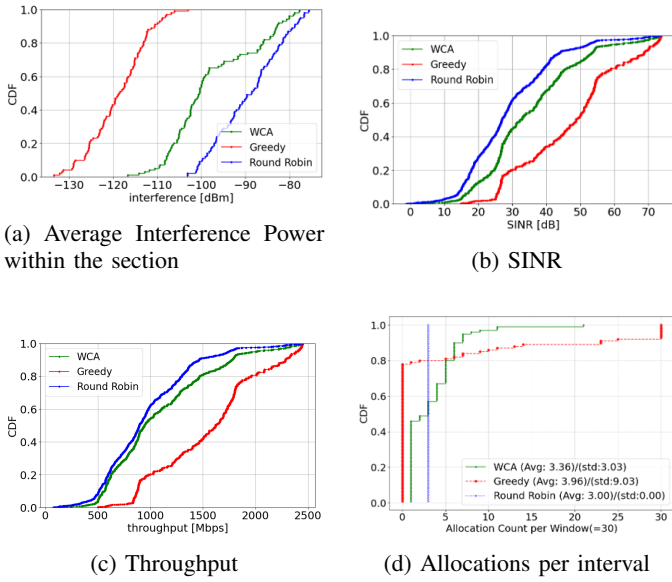 1.0
0.8
0.6
0.4
0.2
0.0
CDF
WCA
Greedy
Round Robin
−130 −120 −110 −100 −90 −80
interference [dBm]
(a) Average Interference Power
within the section
1.0
0.8
0.6
0.4
0.2
0.0
CDF
WCA
Greedy
Round Robin
0 10 20 30 40 50 60 70
SINR [dB]
(b) SINR
1.0
0.8
0.6
0.4
0.2
0.0
CDF
WCA
Greedy
Round Robin
0 500 1000 1500 2000 2500
throughput [Mbps]
(c) Throughput
1.0
0.8
0.6
0.4
0.2
0.0
CDF
WCA (Avg: 3.36)/(std:3.03)
Greedy (Avg: 3.96)/(std:9.03)
Round Robin (Avg: 3.00)/(std:0.00)
0 5 10 15 20 25 30
Allocation Count per Window(=30)
(d) Allocations per interval